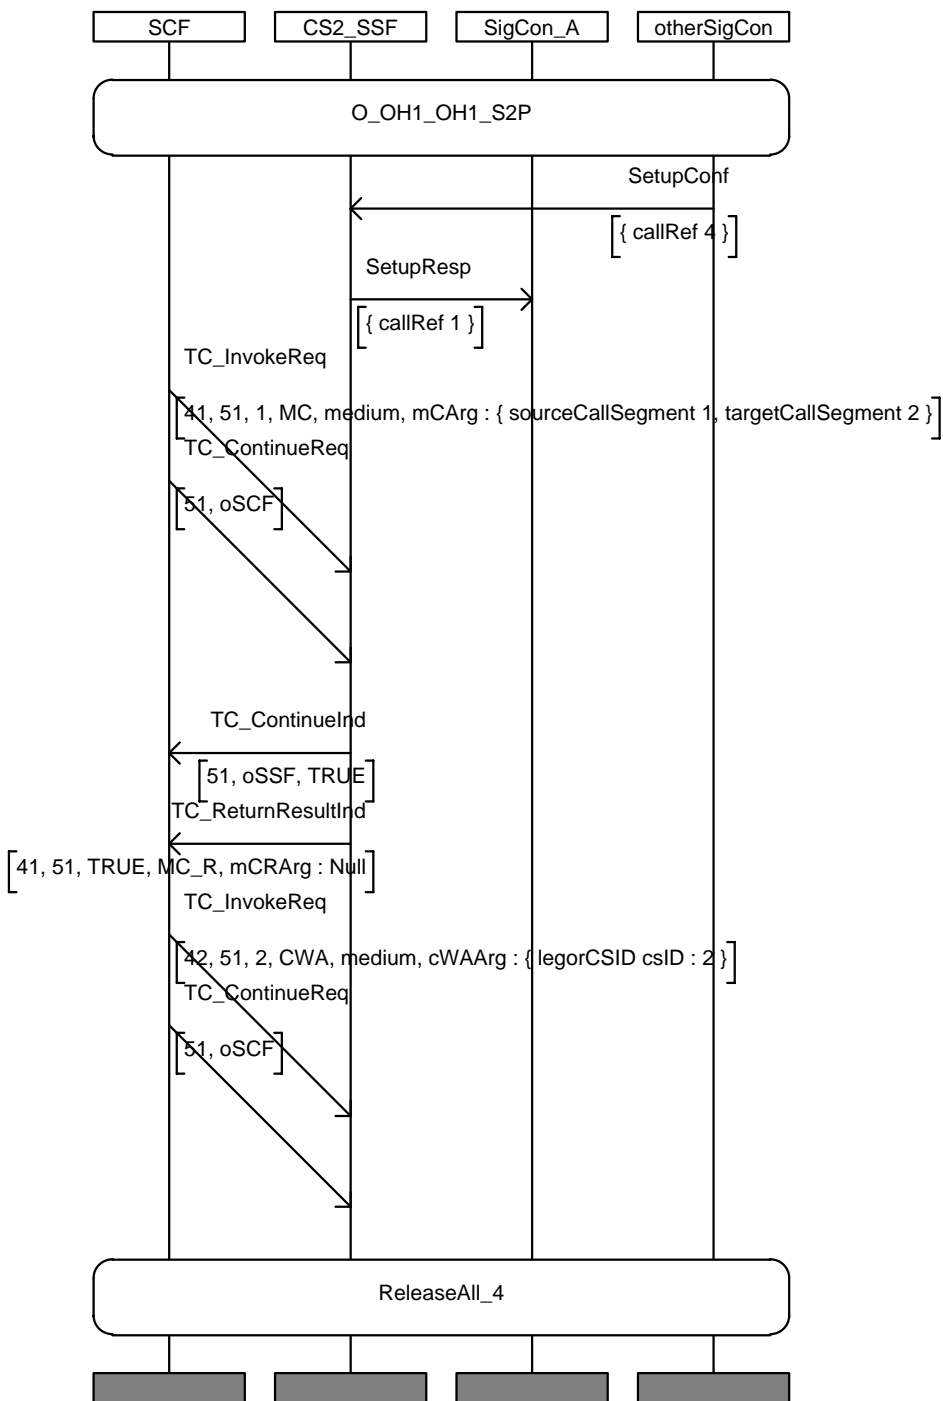 SCF CS2_SSF SigCon_A otherSigCon
O_OH1_OH1_S2P
SetupConf
{ callRef 4 }
SetupResp
{ callRef 1 }
TC_InvokeReq
41, 51, 1, MC, medium, mCArg : { sourceCallSegment 1, targetCallSegment 2 }
TC_ContinueReq
51, oSCF
TC_ContinueInd
51, oSSF, TRUE
TC_ReturnResultInd
41, 51, TRUE, MC_R, mCRArg : Null
TC_InvokeReq
42, 51, 2, CWA, medium, cWAArg : { legorCSID csID : 2 }
TC_ContinueReq
51, oSCF
ReleaseAll_4